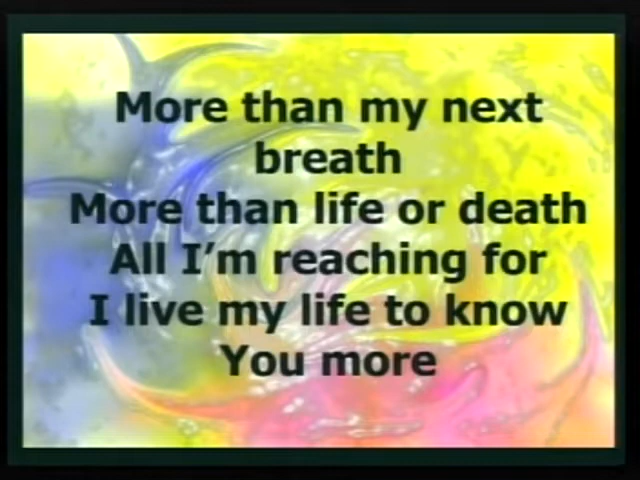 More than my next
breath
More than life or death
All I'm reaching for
I live my life to know
You more